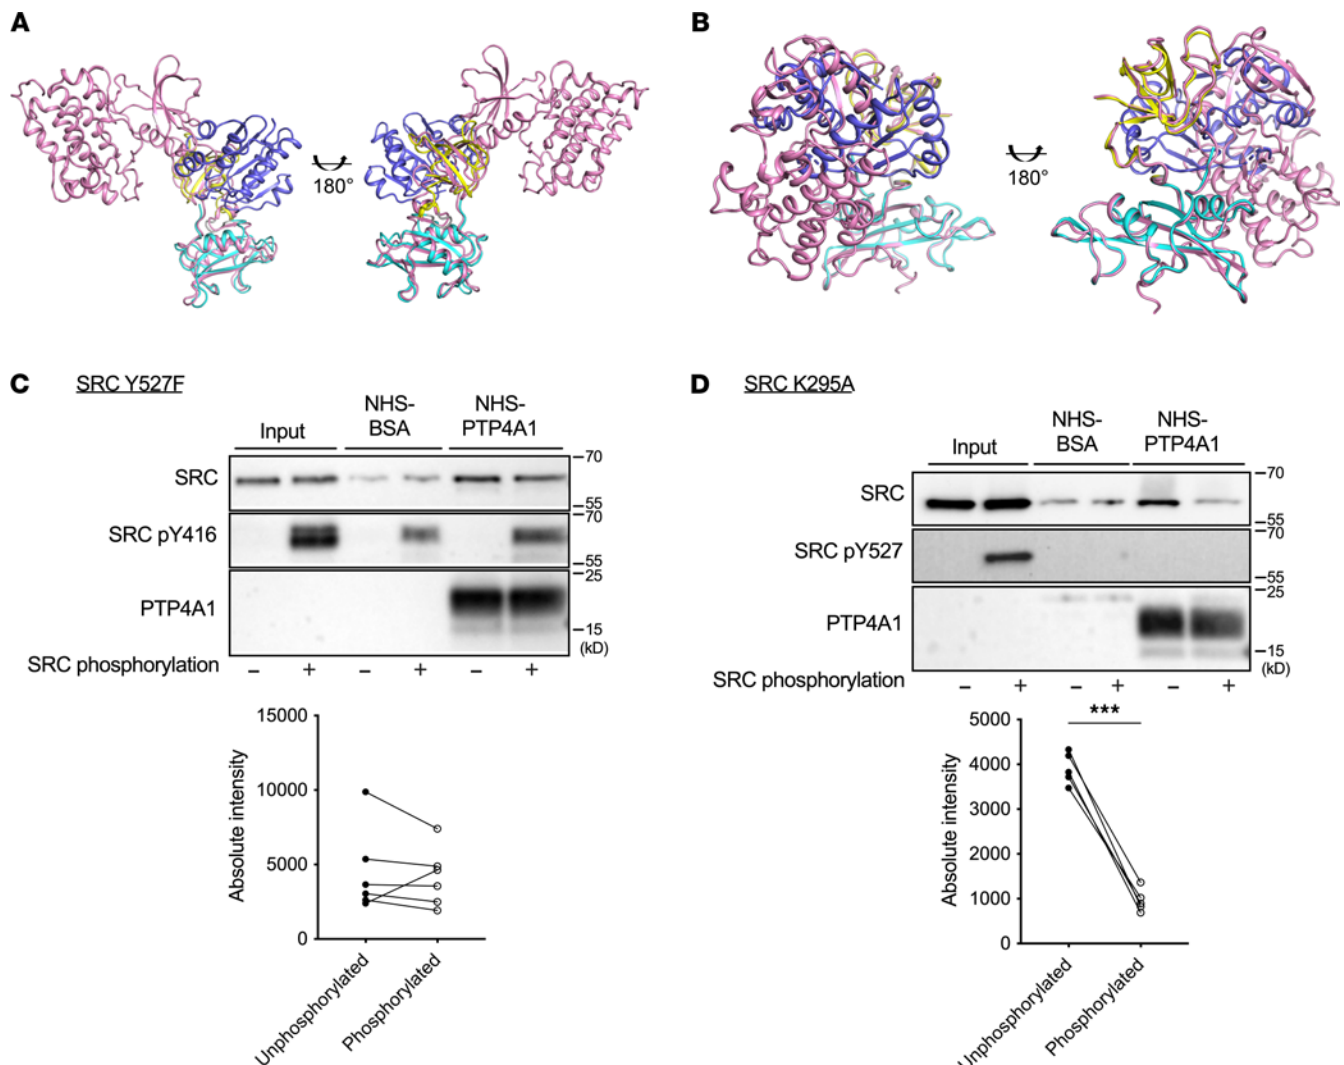 A
B
180°
180°
C SRC Y527F
Input NHS-BSA NHS-PTP4A1
SRC
–70
–55
SRC pY416
–70
–55
PTP4A1
–25
–15
(kD)
SRC phosphorylation – + – + – +
Absolute intensity
15000
10000
5000
0
Unphosphorylated
Phosphorylated
D SRC K295A
Input NHS-BSA NHS-PTP4A1
SRC
–70
–55
SRC pY527
–70
–55
PTP4A1
–25
–15
(kD)
SRC phosphorylation – + – + – +
***
Absolute intensity
5000
4000
3000
2000
1000
0
Unphosphorylated
Phosphorylated